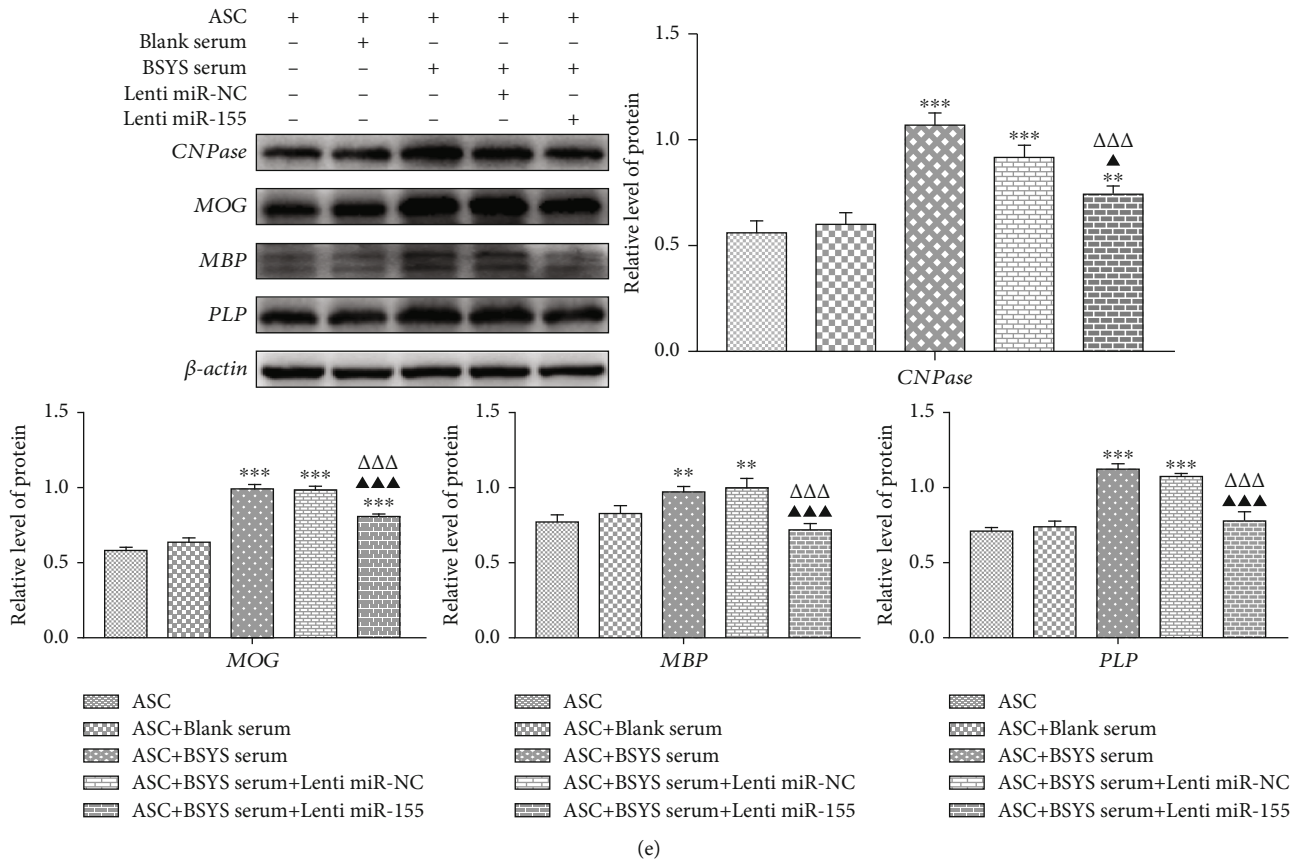 ASC + + + + +
Blank serum – + – – –
BSYS serum – – + + +
Lenti miR-NC – – – + –
Lenti miR-155 – – – – +
CNPase
MOG
MBP
PLP
β-actin
Relative level of protein
1.5
1.0
0.5
0.0
***
***
ΔΔΔ
▲
**
CNPase
Relative level of protein
1.5
1.0
0.5
0.0
***
***
ΔΔΔ
▲▲▲
***
MOG
ASC
ASC+Blank serum
ASC+BSYS serum
ASC+BSYS serum+Lenti miR-NC
ASC+BSYS serum+Lenti miR-155
Relative level of protein
1.5
1.0
0.5
0.0
**
**
ΔΔΔ
▲▲▲
MBP
ASC
ASC+Blank serum
ASC+BSYS serum
ASC+BSYS serum+Lenti miR-NC
ASC+BSYS serum+Lenti miR-155
Relative level of protein
1.5
1.0
0.5
0.0
***
***
ΔΔΔ
▲▲▲
PLP
ASC
ASC+Blank serum
ASC+BSYS serum
ASC+BSYS serum+Lenti miR-NC
ASC+BSYS serum+Lenti miR-155
(e)